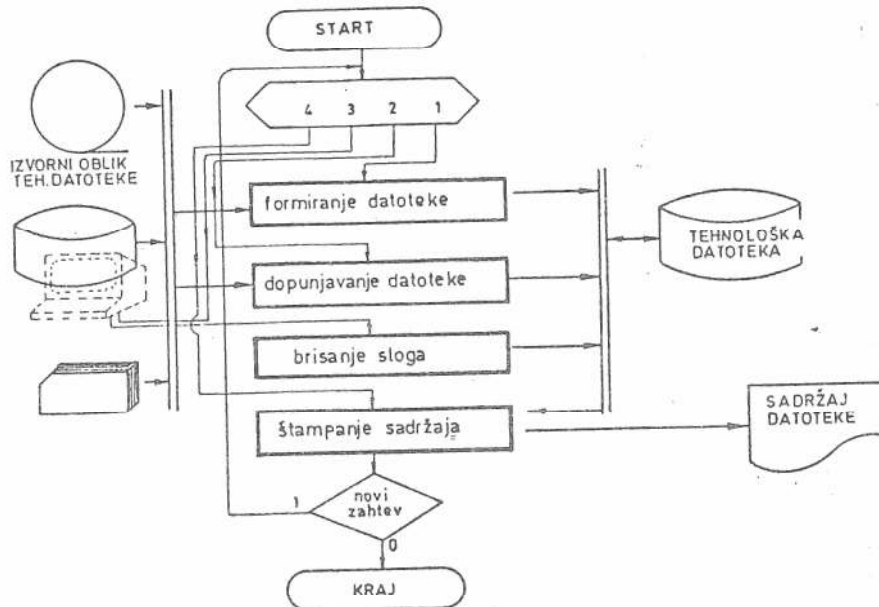 START
4 3 2 1
IZVORNI OBLIK
TEH. DATOTEKE
formiranje datoteke
TEHNOLOŠKA
DATOTEKA
dopunjavanje datoteke
brisanje sloga
SADRŽAJ
DATOTEKE
štampanje sadržaja
1
novi
zahtev
0
KRAJ